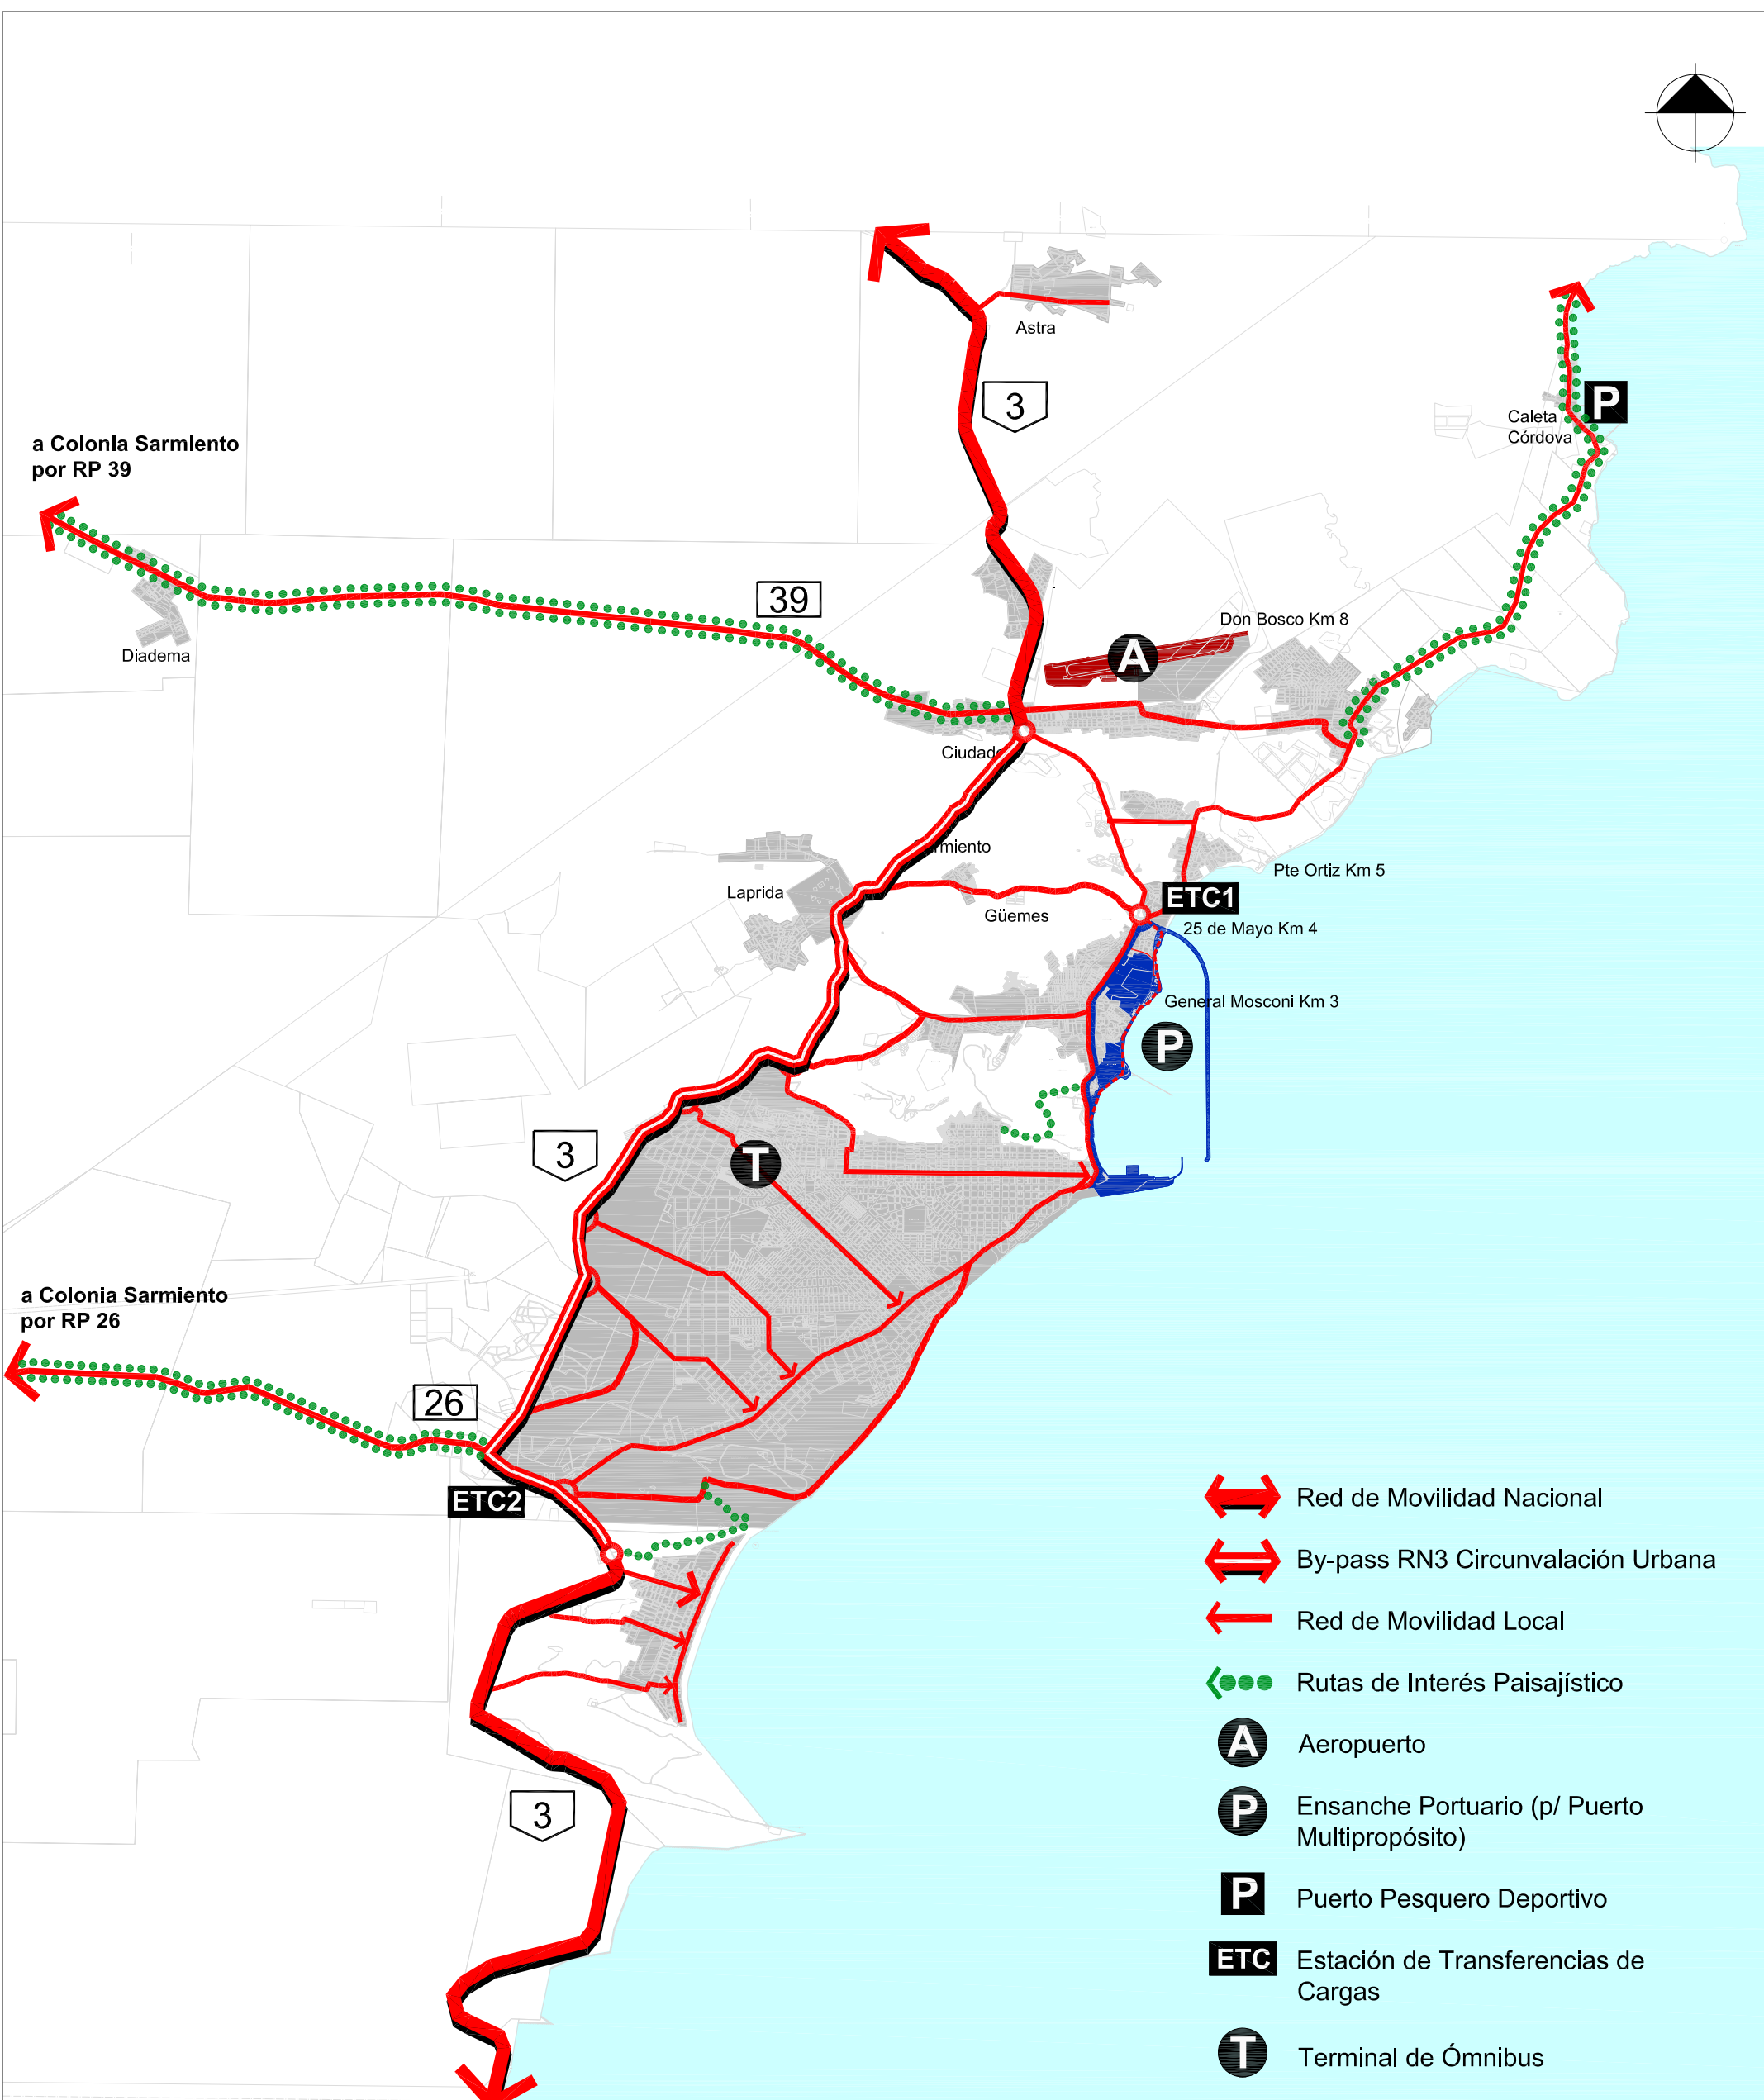 Astra
3
Caleta
Córdova
P
a Colonia Sarmiento
por RP 39
39
Don Bosco Km 8
A
Diadema
Ciudad
rmiento
Pte Ortiz Km 5
Laprida
ETC1
Güemes
25 de Mayo Km 4
General Mosconi Km 3
P
3
T
a Colonia Sarmiento
por RP 26
26
ETC2
3
Red de Movilidad Nacional
By-pass RN3 Circunvalación Urbana
Red de Movilidad Local
Rutas de Interés Paisajístico
A Aeropuerto
P Ensanche Portuario (p/ Puerto
Multipropósito)
P Puerto Pesquero Deportivo
ETC Estación de Transferencias de
Cargas
T Terminal de Ómnibus